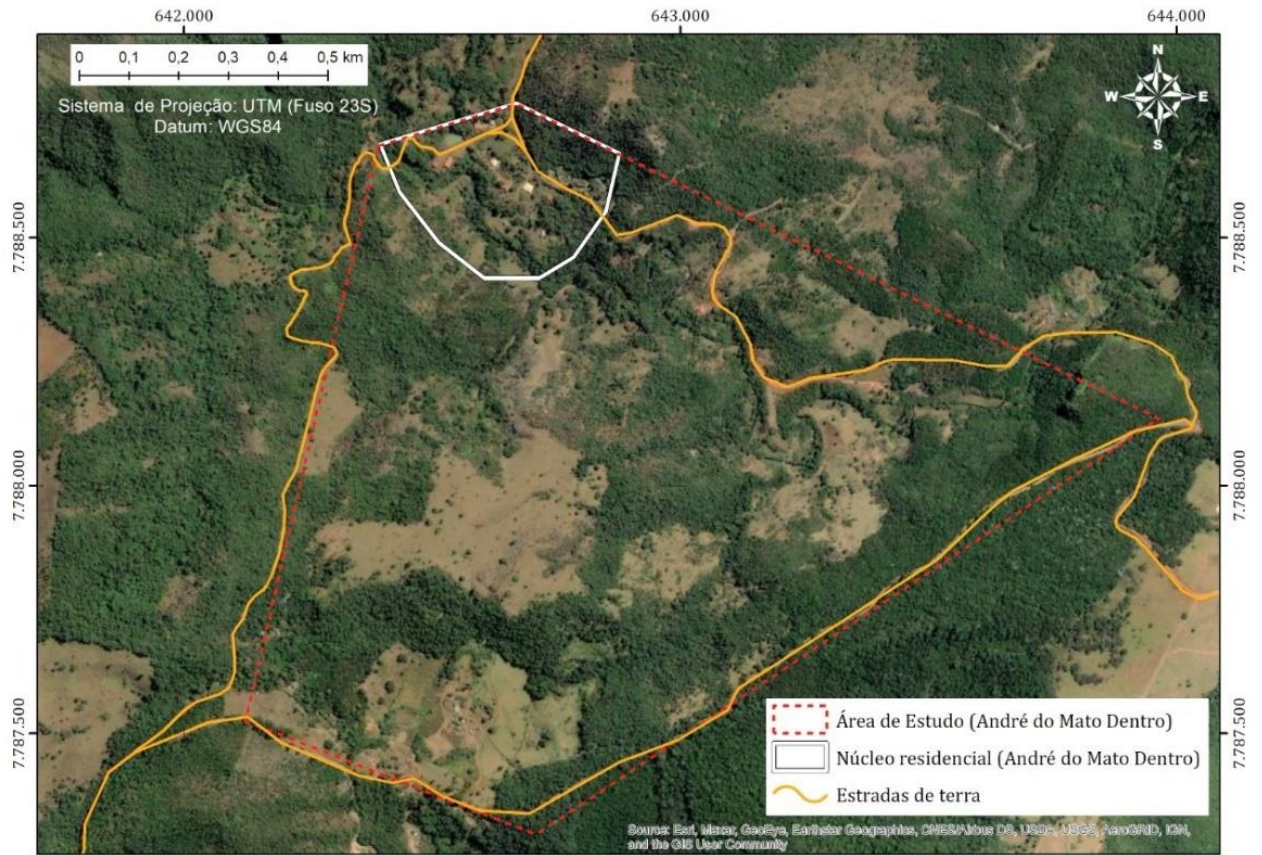 642.000 643.000 644.000
0 0,1 0,2 0,3 0,5 km
Sistema de Projeção: UTM (Fuso 23S)
Datum: WGS84
N
W E
S
7.788.500 7.788.500
7.788.000 7.788.000
7.787.500 7.787.500
Área de Estudo (André do Mato Dentro)
Núcleo residencial (André do Mato Dentro)
Estradas de terra
Source: Esri, Maxar, GeoEye, Earthstar Geographics, CNES/Airbus DS, USDA, USGS, AeroGRID, IGN,
and the GIS User Community